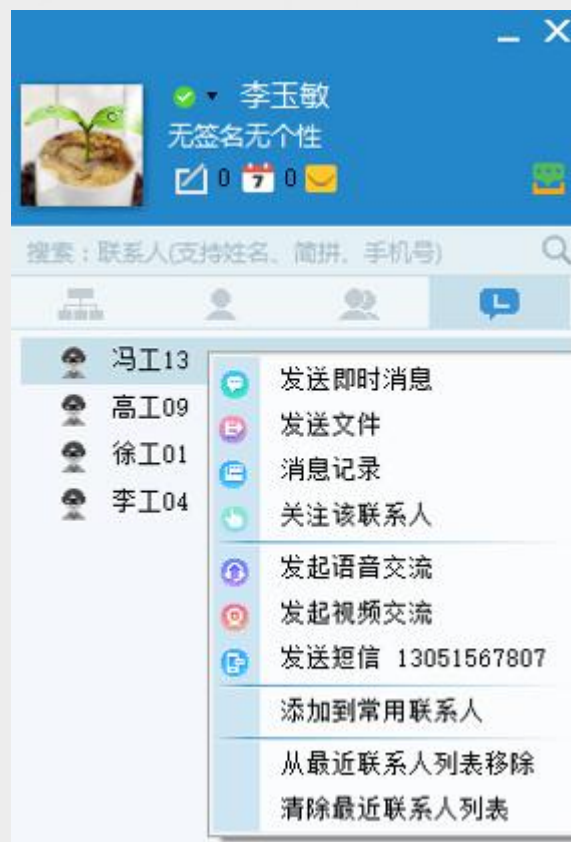 李玉敏
无签名无个性
0 7 0
搜索：联系人(支持姓名、简拼、手机号)
冯工13
高工09
徐工01
李工04
发送即时消息
发送文件
消息记录
关注该联系人
发起语音交流
发起视频交流
发送短信 13051567807
添加到常用联系人
从最近联系人列表移除
清除最近联系人列表